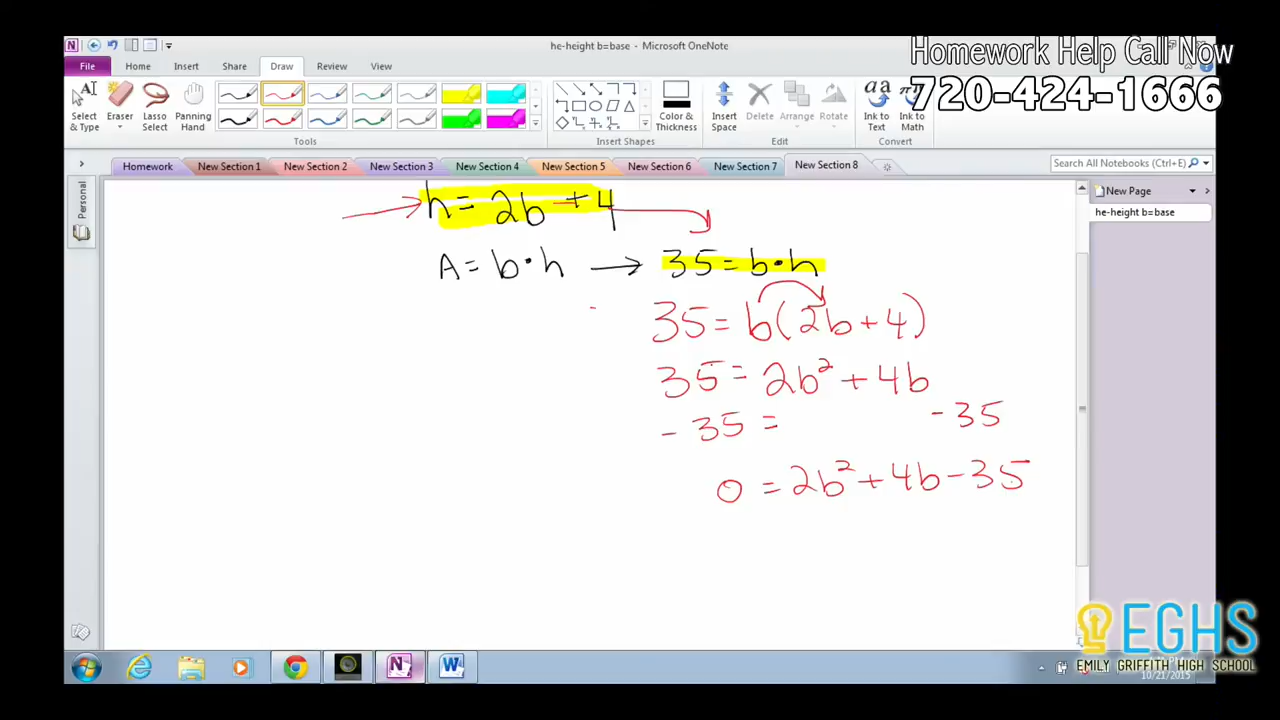 he-height b=base - Microsoft OneNote
Homework Help Call Now
720-424-1666
File Home Insert Share Draw Review View
Select & Type Eraser Lasso Select Panning Hand Color & Thickness Insert Space Delete Arrange Rotate Ink to Text Ink to Math
Tools Insert Shapes Edit Convert
Homework New Section 1 New Section 2 New Section 3 New Section 4 New Section 5 New Section 6 New Section 7 New Section 8 Search All Notebooks (Ctrl+E)
Personal
New Page
he-height b=base
h = 2b + 4
A = b·h → 35 = b·h
35 = b(2b + 4)
35 = 2b² + 4b
-35 = -35
0 = 2b² + 4b - 35
EGHS
EMILY GRIFFITH HIGH SCHOOL
10/21/2015